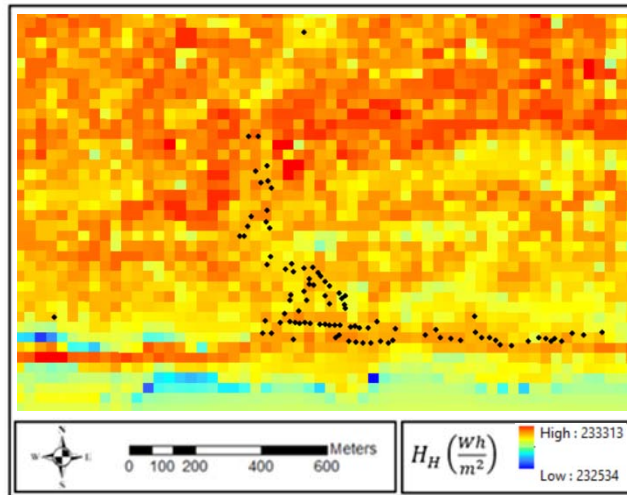 N
W E
S
Meters
0 100 200 400 600
H_H (Wh/m²)
High : 233313
Low : 232534